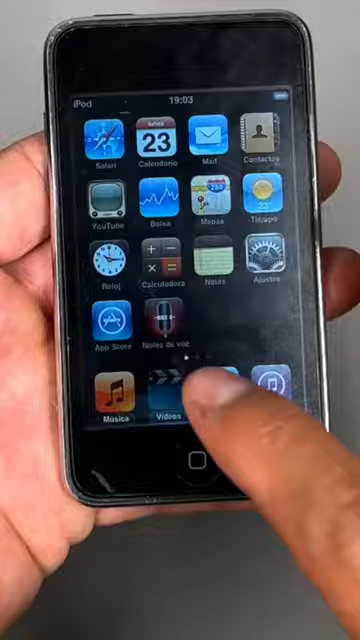 iPod 19:03
lunes
23
Safari Calendario Mail Contactos
280
YouTube Bolsa Mapas Tiempo
Reloj Calculadora Notas Ajustes
App Store Notas de voz
Música Vídeos